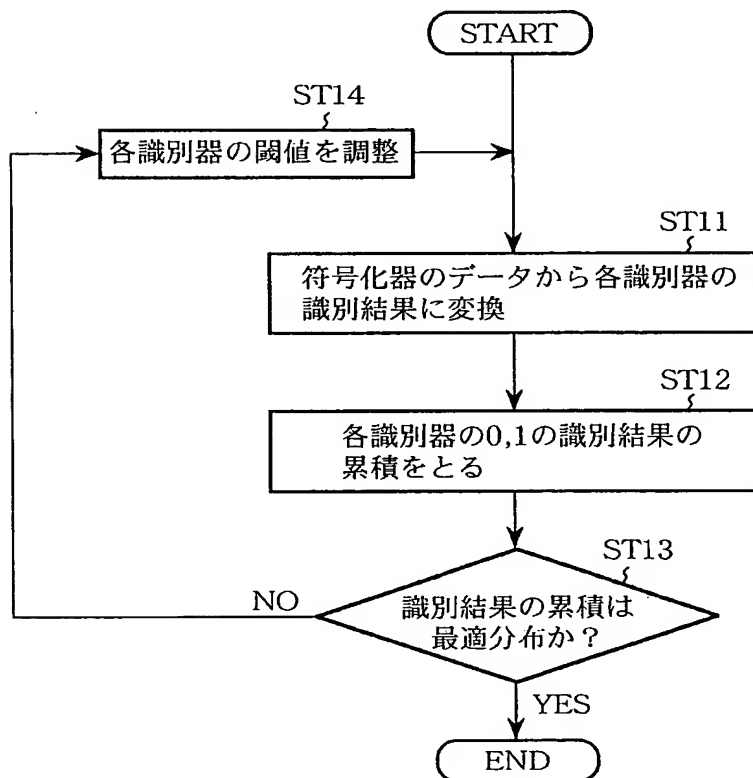 START
ST14
各識別器の閾値を調整
ST11
符号化器のデータから各識別器の
識別結果に変換
ST12
各識別器の0,1の識別結果の
累積をとる
ST13
識別結果の累積は
最適分布か？
NO
YES
END